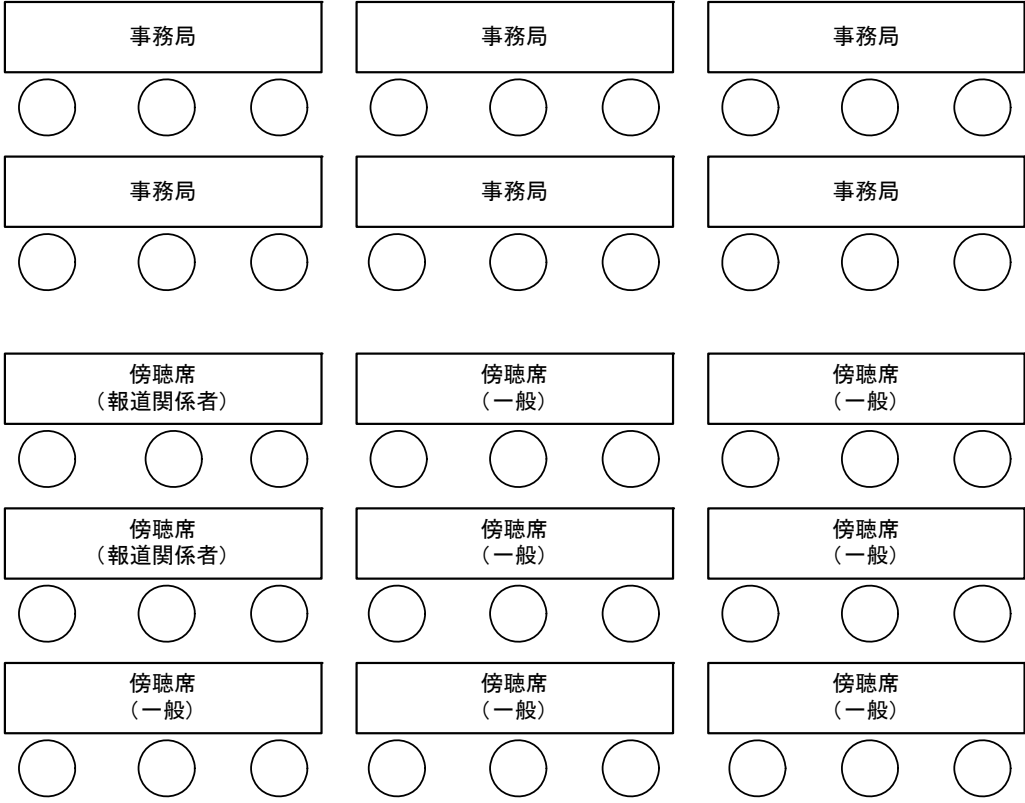 事務局
事務局
事務局
事務局
事務局
事務局
傍聴席
（報道関係者）
傍聴席
（一般）
傍聴席
（一般）
傍聴席
（報道関係者）
傍聴席
（一般）
傍聴席
（一般）
傍聴席
（一般）
傍聴席
（一般）
傍聴席
（一般）